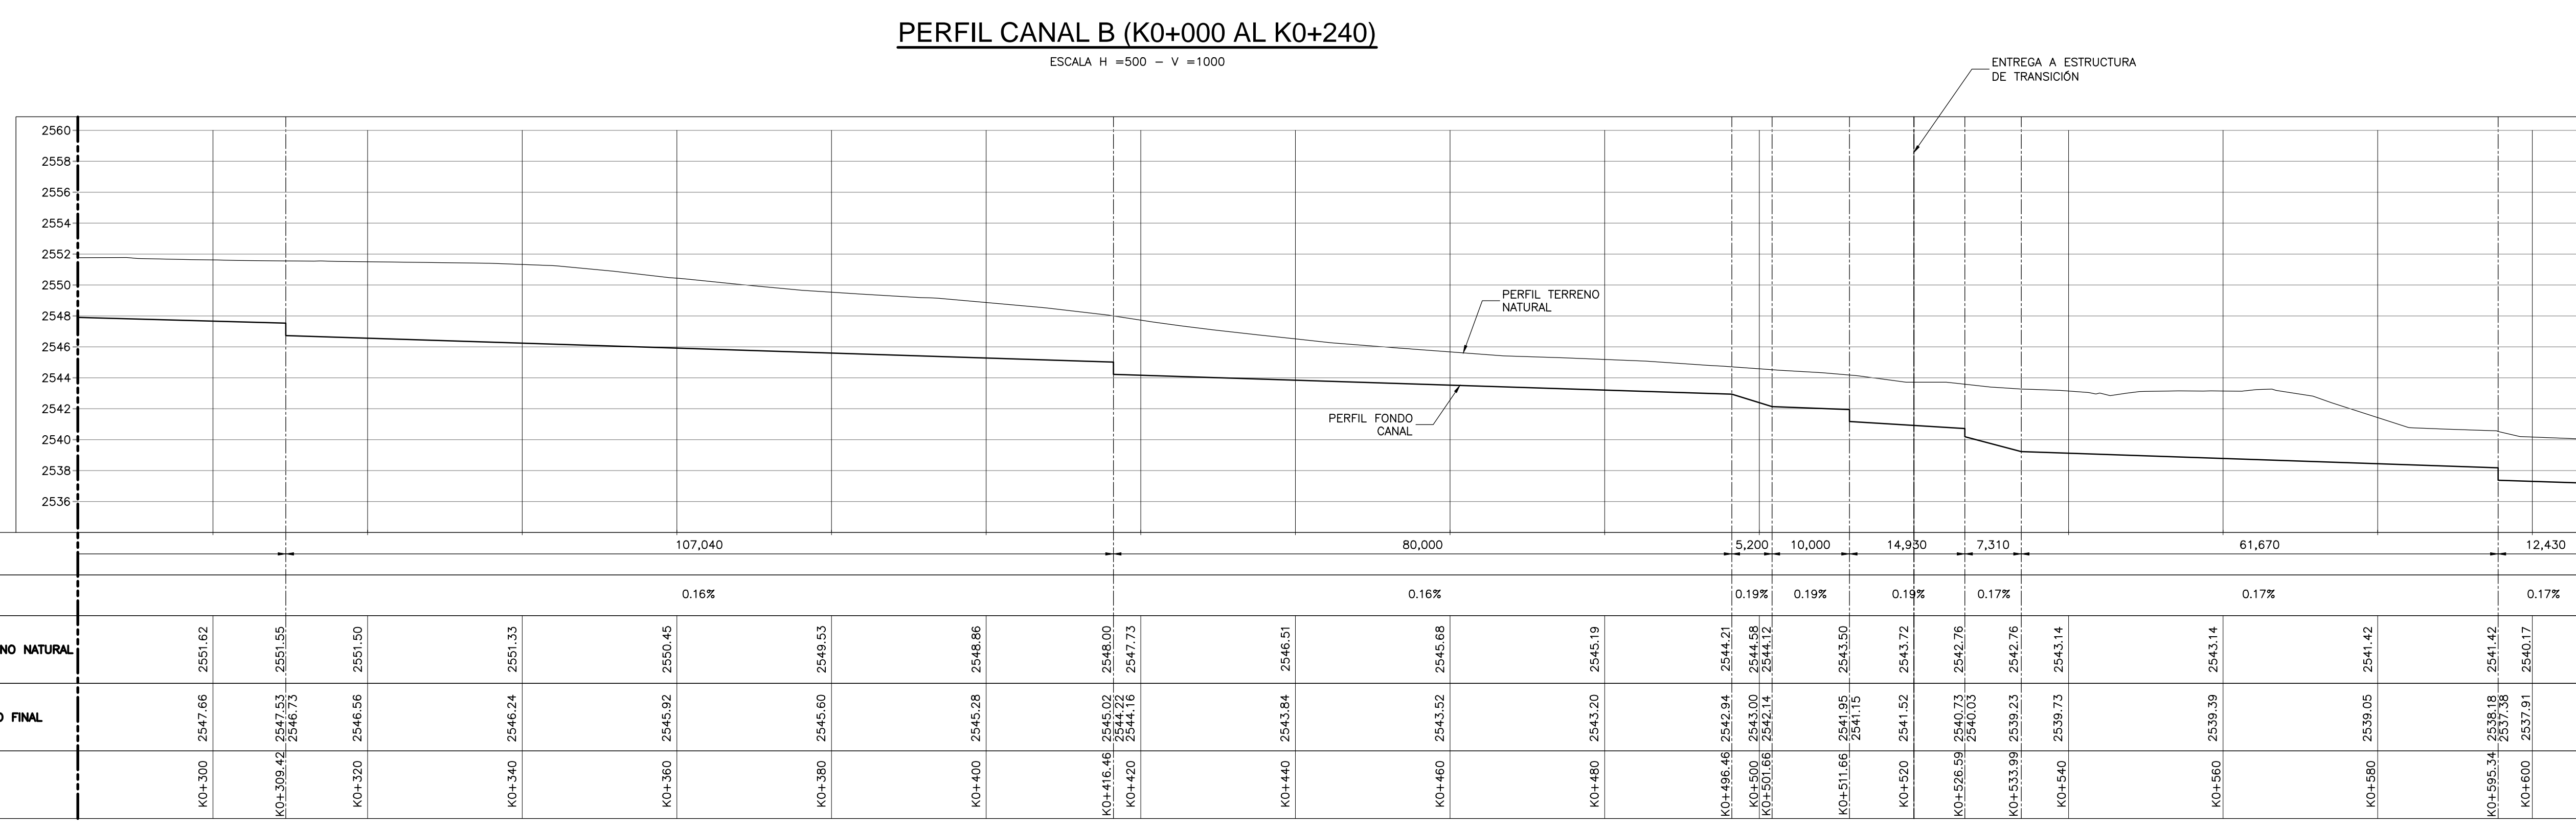 PERFIL CANAL B (K0+000 AL K0+240)
ESCALA H =500 – V =1000
ENTREGA A ESTRUCTURA
DE TRANSICIÓN
2560
2558
2556
2554
2552
2550
2548
2546
2544
2542
2540
2538
2536
PERFIL TERRENO
NATURAL
PERFIL FONDO
CANAL
107,040 80,000 5,200 10,000 14,930 7,310 61,670 12,430
0.16% 0.16% 0.19% 0.19% 0.19% 0.17% 0.17% 0.17%
NO NATURAL 2551.62 2551.55 2551.50 2551.33 2550.45 2549.53 2548.86 2548.00 2547.73 2546.51 2545.68 2545.19 2544.21 2544.58 2544.12 2543.50 2543.72 2542.76 2542.76 2543.14 2543.14 2541.42 2541.42 2540.17
O FINAL 2547.66 2547.53 2546.73 2546.56 2546.24 2545.92 2545.60 2545.28 2545.02 2544.22 2544.16 2543.84 2543.52 2543.20 2542.94 2543.00 2542.14 2541.95 2541.15 2541.52 2540.73 2540.03 2539.23 2539.73 2539.39 2539.05 2538.18 2537.38 2537.91
K0+300 K0+309.42 K0+320 K0+340 K0+360 K0+380 K0+400 K0+416.46 K0+420 K0+440 K0+460 K0+480 K0+496.46 K0+500 K0+501.66 K0+511.66 K0+520 K0+526.59 K0+533.99 K0+540 K0+560 K0+580 K0+595.34 K0+600